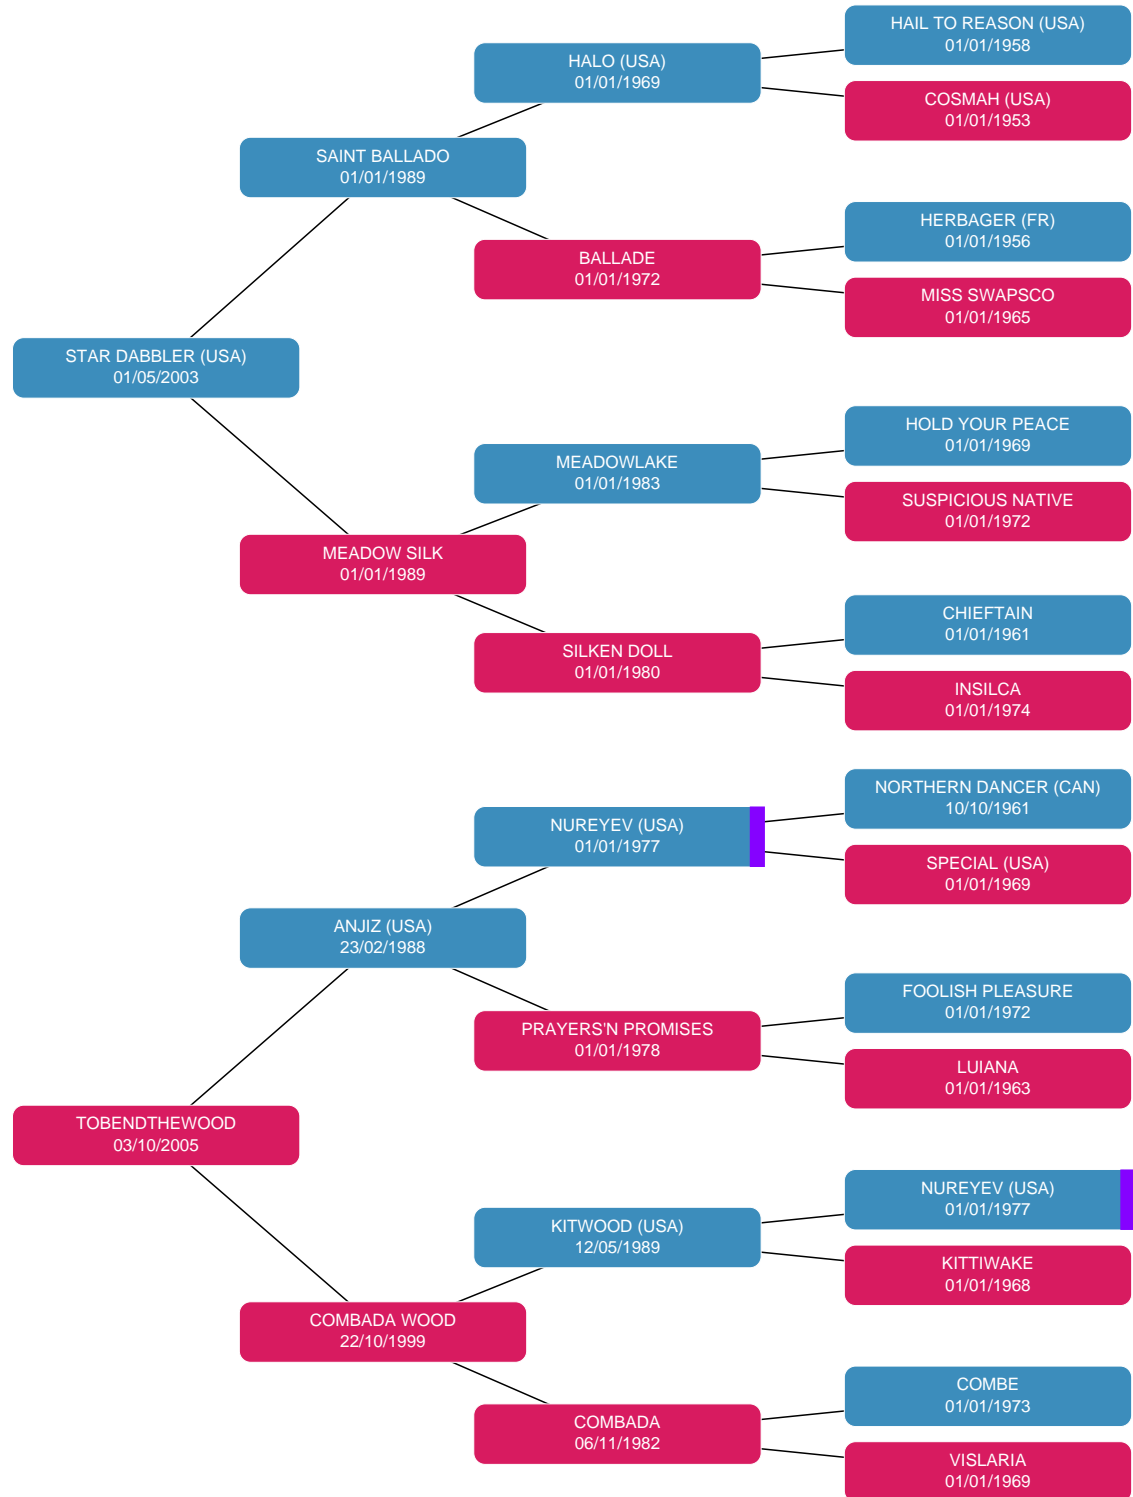 HAIL TO REASON (USA)
01/01/1958
HALO (USA)
01/01/1969
COSMAH (USA)
01/01/1953
SAINT BALLADO
01/01/1989
HERBAGER (FR)
01/01/1956
BALLADE
01/01/1972
MISS SWAPSCO
01/01/1965
STAR DABBLER (USA)
01/05/2003
HOLD YOUR PEACE
01/01/1969
MEADOWLAKE
01/01/1983
SUSPICIOUS NATIVE
01/01/1972
MEADOW SILK
01/01/1989
CHIEFTAIN
01/01/1961
SILKEN DOLL
01/01/1980
INSILCA
01/01/1974
NORTHERN DANCER (CAN)
10/10/1961
NUREYEV (USA)
01/01/1977
SPECIAL (USA)
01/01/1969
ANJIZ (USA)
23/02/1988
FOOLISH PLEASURE
01/01/1972
PRAYERS'N PROMISES
01/01/1978
LUIANA
01/01/1963
TOBENDTHEWOOD
03/10/2005
NUREYEV (USA)
01/01/1977
KITWOOD (USA)
12/05/1989
KITTIWAKE
01/01/1968
COMBADA WOOD
22/10/1999
COMBE
01/01/1973
COMBADA
06/11/1982
VISLARIA
01/01/1969